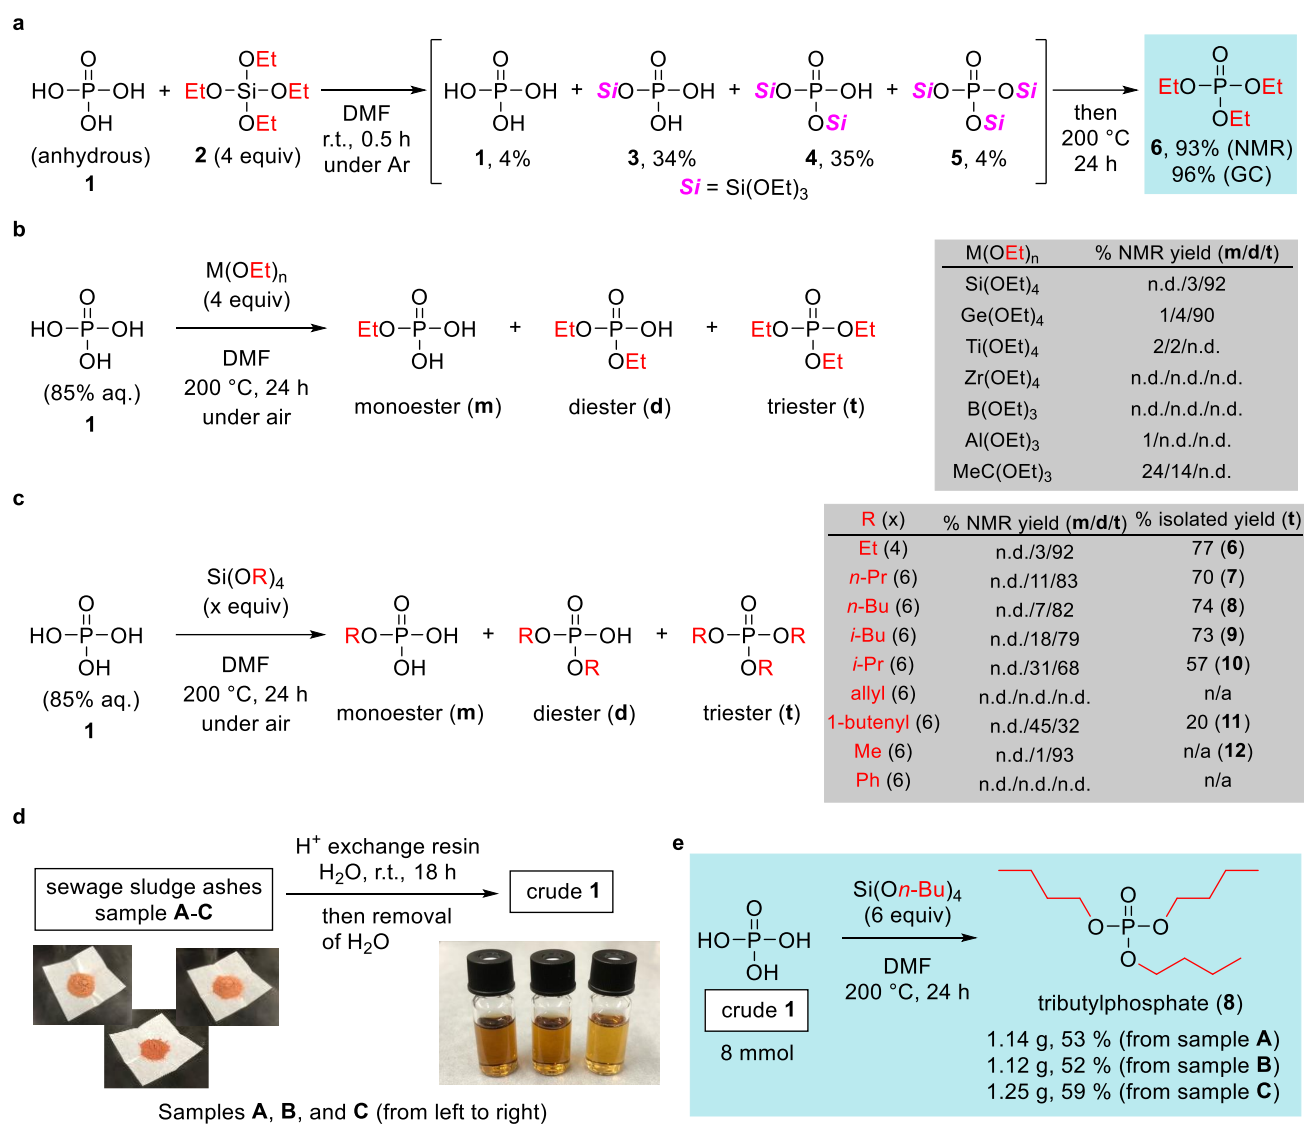 a
HO–P(=O)(OH)–OH + EtO–Si(OEt)(OEt)–OEt
(anhydrous)
1
2 (4 equiv)
DMF
r.t., 0.5 h
under Ar
HO–P(=O)(OH)–OH + SiO–P(=O)(OH)–OH + SiO–P(=O)(OSi)–OH + SiO–P(=O)(OSi)–OSi
1, 4%
3, 34%
4, 35%
5, 4%
Si = Si(OEt)3
then
200 °C
24 h
EtO–P(=O)(OEt)–OEt
6, 93% (NMR)
96% (GC)
b
HO–P(=O)(OH)–OH
(85% aq.)
1
M(OEt)n
(4 equiv)
DMF
200 °C, 24 h
under air
EtO–P(=O)(OH)–OH + EtO–P(=O)(OEt)–OH + EtO–P(=O)(OEt)–OEt
monoester (m)
diester (d)
triester (t)
M(OEt)n % NMR yield (m/d/t)
Si(OEt)4 n.d./3/92
Ge(OEt)4 1/4/90
Ti(OEt)4 2/2/n.d.
Zr(OEt)4 n.d./n.d./n.d.
B(OEt)3 n.d./n.d./n.d.
Al(OEt)3 1/n.d./n.d.
MeC(OEt)3 24/14/n.d.
c
HO–P(=O)(OH)–OH
(85% aq.)
1
Si(OR)4
(x equiv)
DMF
200 °C, 24 h
under air
RO–P(=O)(OH)–OH + RO–P(=O)(OR)–OH + RO–P(=O)(OR)–OR
monoester (m)
diester (d)
triester (t)
R (x) % NMR yield (m/d/t) % isolated yield (t)
Et (4) n.d./3/92 77 (6)
n-Pr (6) n.d./11/83 70 (7)
n-Bu (6) n.d./7/82 74 (8)
i-Bu (6) n.d./18/79 73 (9)
i-Pr (6) n.d./31/68 57 (10)
allyl (6) n.d./n.d./n.d. n/a
1-butenyl (6) n.d./45/32 20 (11)
Me (6) n.d./1/93 n/a (12)
Ph (6) n.d./n.d./n.d. n/a
d
sewage sludge ashes
sample A-C
H+ exchange resin
H2O, r.t., 18 h
then removal
of H2O
crude 1
Samples A, B, and C (from left to right)
e
HO–P(=O)(OH)–OH
crude 1
8 mmol
Si(On-Bu)4
(6 equiv)
DMF
200 °C, 24 h
O
O–P–O
O
tributylphosphate (8)
1.14 g, 53 % (from sample A)
1.12 g, 52 % (from sample B)
1.25 g, 59 % (from sample C)